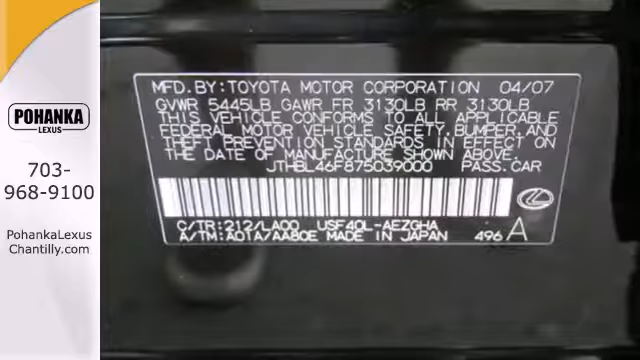 POHANKA
LEXUS
703-
968-9100
PohankaLexus
Chantilly.com
MFD.BY:TOYOTA MOTOR CORPORATION 04/07
GVWR 5445LB GAWR FR 3130LB RR 3130LB
THIS VEHICLE CONFORMS TO ALL APPLICABLE
FEDERAL MOTOR VEHICLE SAFETY,BUMPER,AND
THEFT PREVENTION STANDARDS IN EFFECT ON
THE DATE OF MANUFACTURE SHOWN ABOVE.
JTHBL46F875039000 PASS.CAR
C/TR:212/LA00 USF40L-AEZGHA
A/TM:A01A/AA80E MADE IN JAPAN 496 A